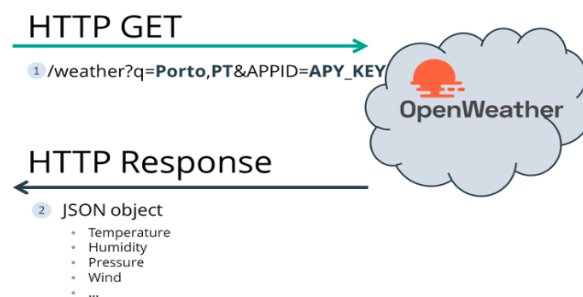 HTTP GET
1 /weather?q=Porto,PT&APPID=APY_KEY
OpenWeather
HTTP Response
2 JSON object
• Temperature
• Humidity
• Pressure
• Wind
• ...